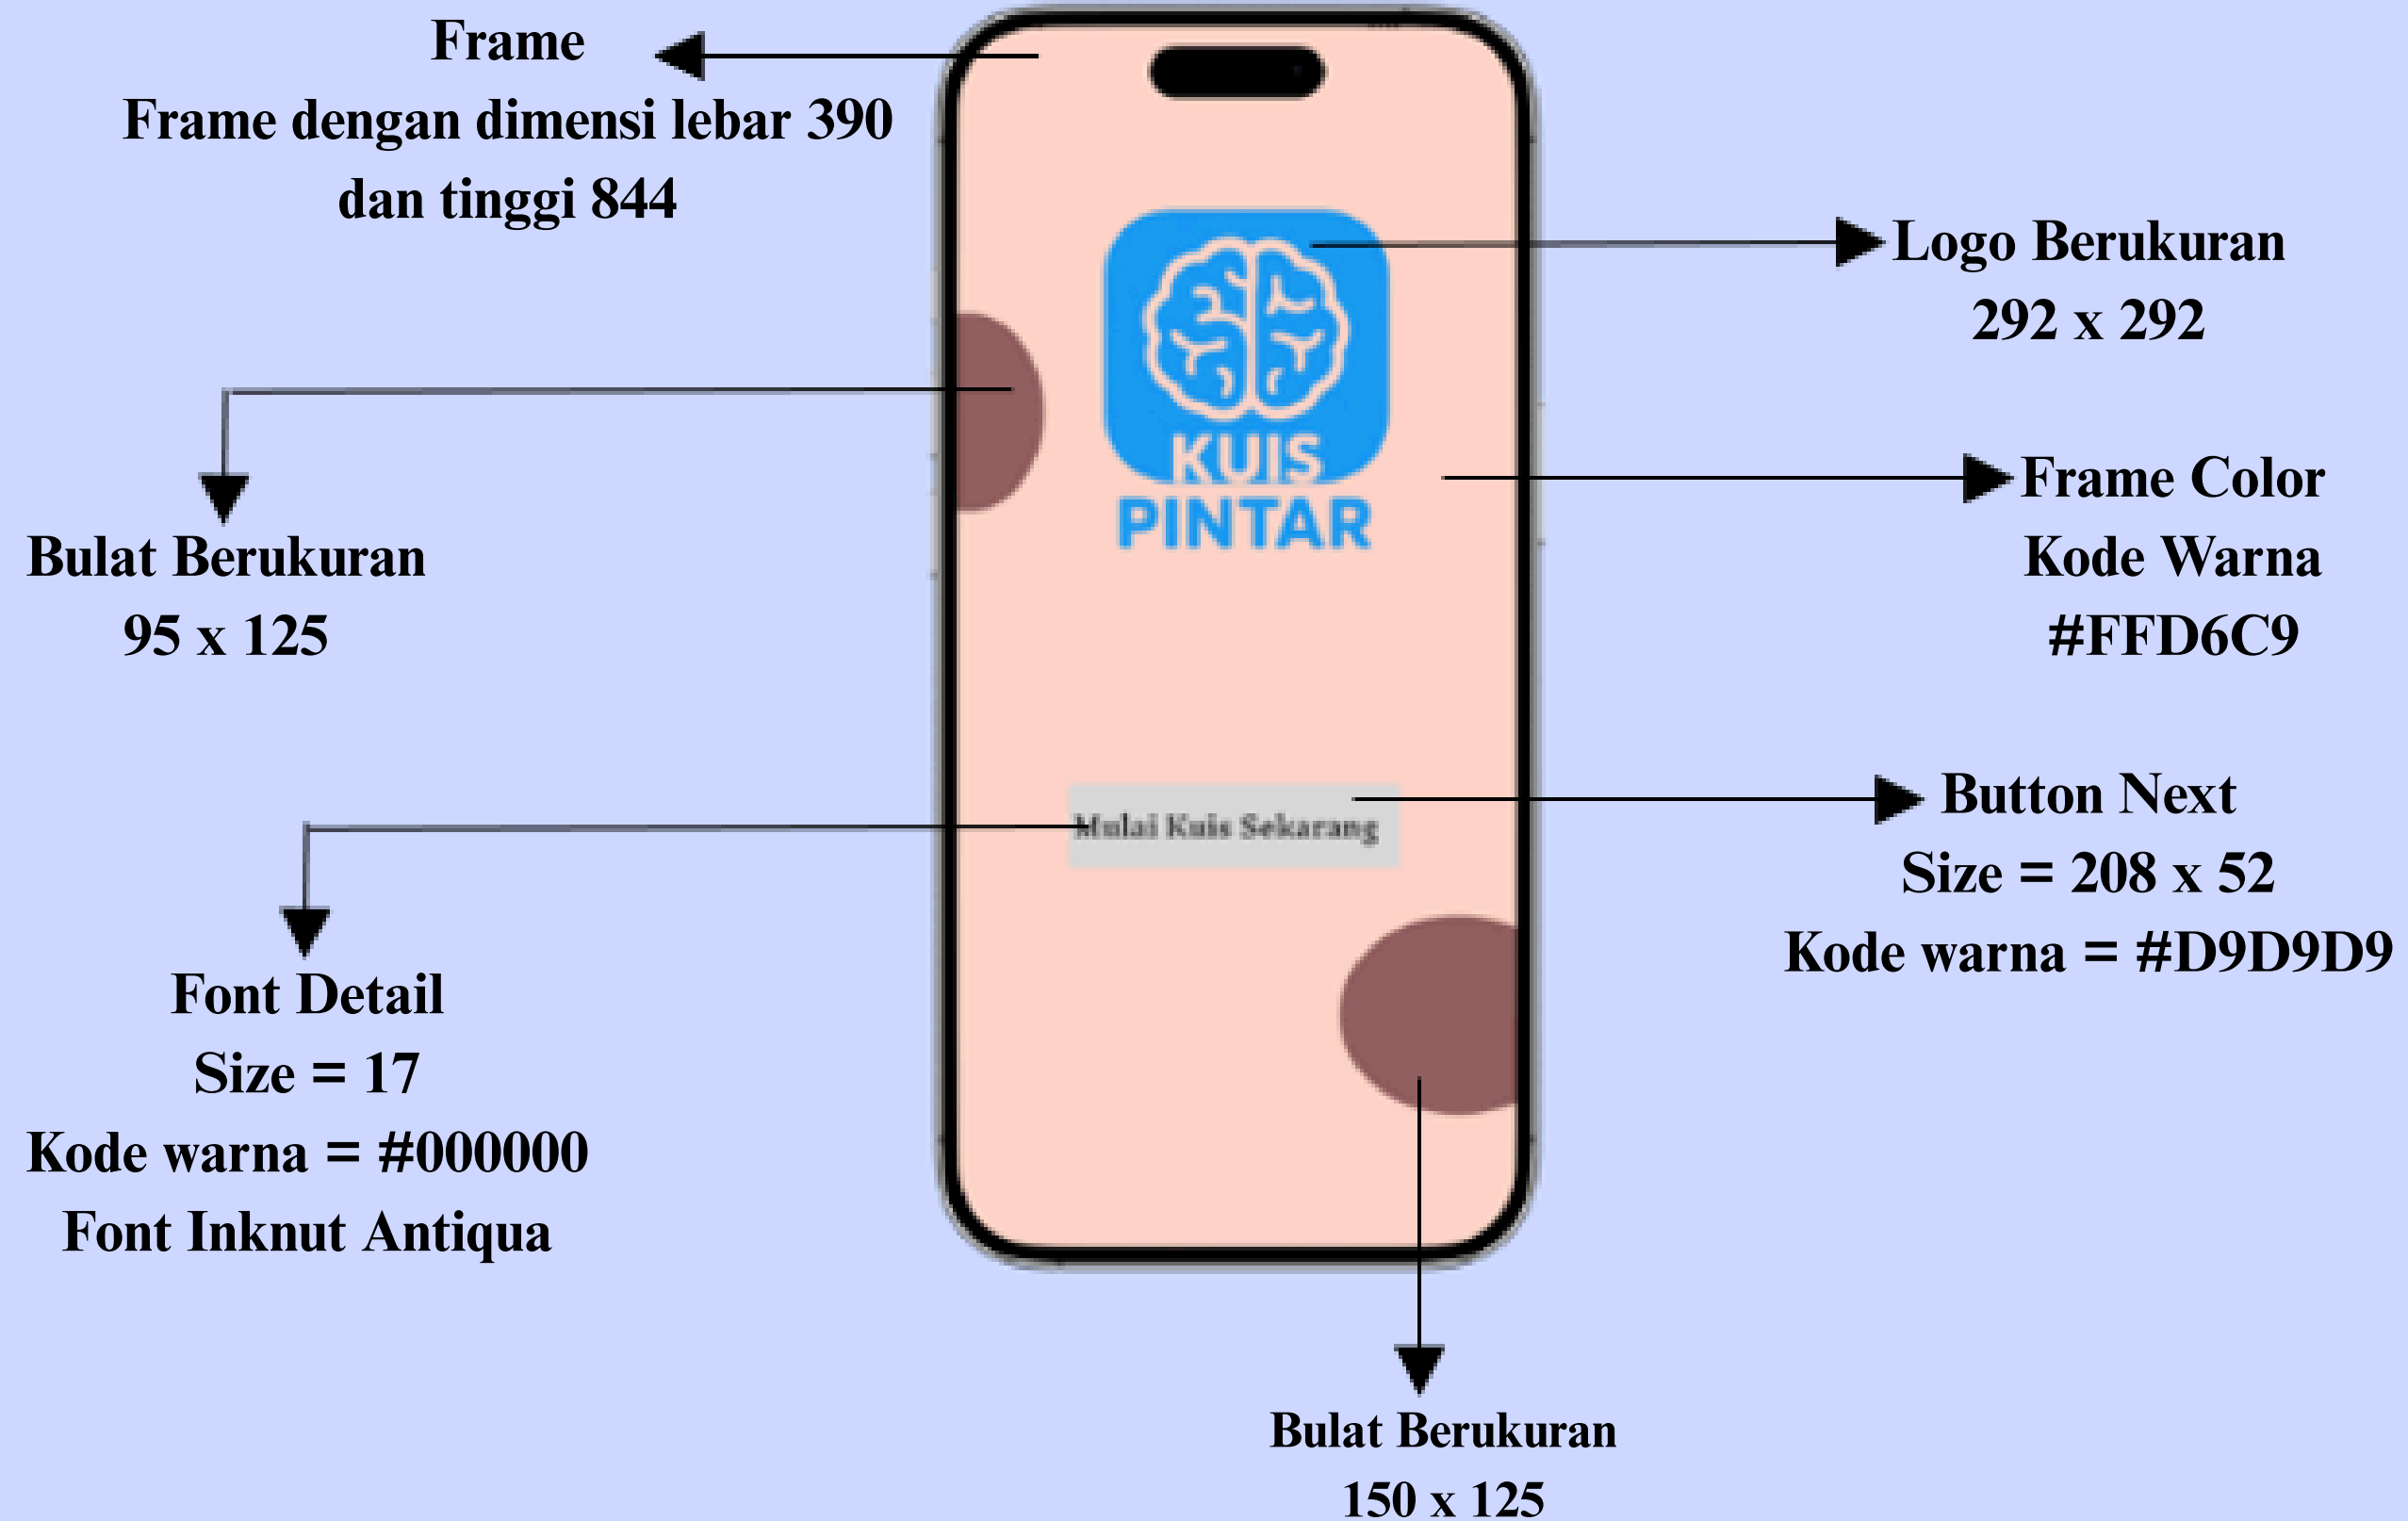 Frame
Frame dengan dimensi lebar 390
dan tinggi 844
Logo Berukuran
292 x 292
KUIS
PINTAR
Frame Color
Kode Warna
#FFD6C9
Bulat Berukuran
95 x 125
Mulai Kuis Sekarang
Button Next
Size = 208 x 52
Kode warna = #D9D9D9
Font Detail
Size = 17
Kode warna = #000000
Font Inknut Antiqua
Bulat Berukuran
150 x 125